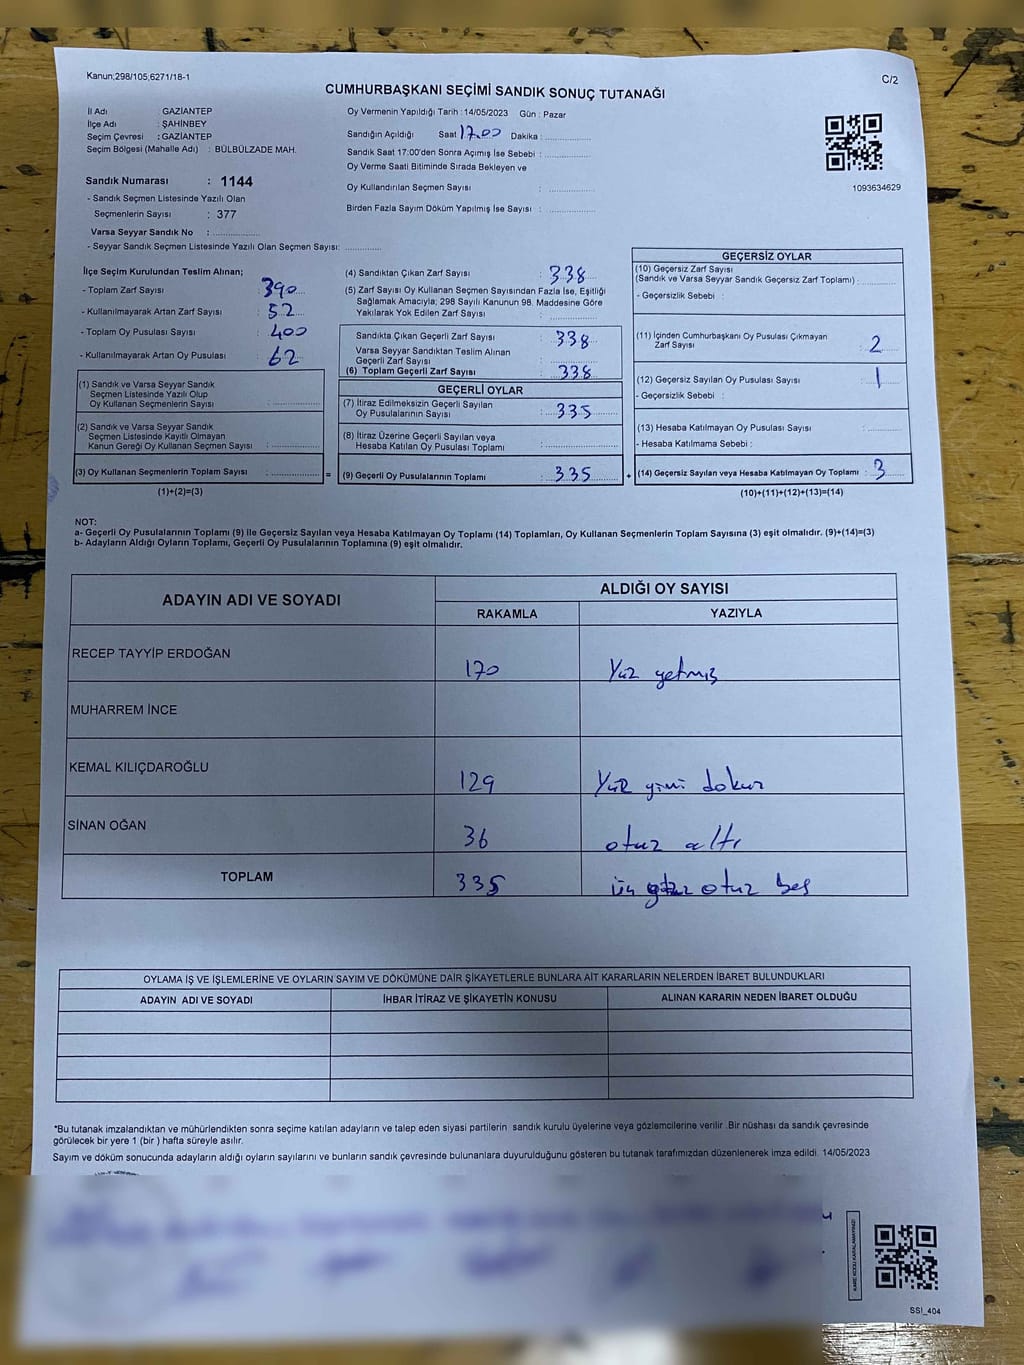 Kanun;298/105,6271/18-1
C/2
CUMHURBAŞKANI SEÇİMİ SANDIK SONUÇ TUTANAĞI
İl Adı : GAZİANTEP
İlçe Adı : ŞAHİNBEY
Seçim Çevresi : GAZİANTEP
Seçim Bölgesi (Mahalle Adı) : BÜLBÜLZADE MAH.
Oy Vermenin Yapıldığı Tarih : 14/05/2023 Gün : Pazar
Sandığın Açıldığı Saat 17.00 Dakika : ............
Sandık Saat 17:00'den Sonra Açımış İse Sebebi : ............
Oy Verme Saati Bitiminde Sırada Bekleyen ve
Oy Kullandırılan Seçmen Sayısı : ............
Birden Fazla Sayım Döküm Yapılmış İse Sayısı : ............
1093634629
Sandık Numarası : 1144
- Sandık Seçmen Listesinde Yazılı Olan
Seçmenlerin Sayısı : 377
Varsa Seyyar Sandık No : ............
- Seyyar Sandık Seçmen Listesinde Yazılı Olan Seçmen Sayısı: ............
İlçe Seçim Kurulundan Teslim Alınan;
- Toplam Zarf Sayısı : 390
- Kullanılmayarak Artan Zarf Sayısı : 52
- Toplam Oy Pusulası Sayısı : 400
- Kullanılmayarak Artan Oy Pusulası : 62
(1) Sandık ve Varsa Seyyar Sandık
Seçmen Listesinde Yazılı Olup
Oy Kullanan Seçmenlerin Sayısı : ............
(2) Sandık ve Varsa Seyyar Sandık
Seçmen Listesinde Kayıtlı Olmayan
Kanun Gereği Oy Kullanan Seçmen Sayısı : ............
(3) Oy Kullanan Seçmenlerin Toplam Sayısı : ............ =
(1)+(2)=(3)
(4) Sandıktan Çıkan Zarf Sayısı : 338
(5) Zarf Sayısı Oy Kullanan Seçmen Sayısından Fazla İse, Eşitliği
Sağlamak Amacıyla; 298 Sayılı Kanunun 98. Maddesine Göre
Yakılarak Yok Edilen Zarf Sayısı : ............
Sandıkta Çıkan Geçerli Zarf Sayısı : 338
Varsa Seyyar Sandıktan Teslim Alınan
Geçerli Zarf Sayısı : ............
(6) Toplam Geçerli Zarf Sayısı : 338
GEÇERLİ OYLAR
(7) İtiraz Edilmeksizin Geçerli Sayılan
Oy Pusulalarının Sayısı : 335
(8) İtiraz Üzerine Geçerli Sayılan veya
Hesaba Katılan Oy Pusulası Toplamı : ............
(9) Geçerli Oy Pusulalarının Toplamı : 335 +
GEÇERSİZ OYLAR
(10) Geçersiz Zarf Sayısı
(Sandık ve Varsa Seyyar Sandık Geçersiz Zarf Toplamı) : ............
- Geçersizlik Sebebi :
(11) İçinden Cumhurbaşkanı Oy Pusulası Çıkmayan
Zarf Sayısı : 2
(12) Geçersiz Sayılan Oy Pusulası Sayısı : 1
- Geçersizlik Sebebi :
(13) Hesaba Katılmayan Oy Pusulası Sayısı : ............
- Hesaba Katılmama Sebebi :
(14) Geçersiz Sayılan veya Hesaba Katılmayan Oy Toplamı : 3
(10)+(11)+(12)+(13)=(14)
NOT:
a- Geçerli Oy Pusulalarının Toplamı (9) ile Geçersiz Sayılan veya Hesaba Katılmayan Oy Toplamı (14) Toplamları, Oy Kullanan Seçmenlerin Toplam Sayısına (3) eşit olmalıdır. (9)+(14)=(3)
b- Adayların Aldığı Oyların Toplamı, Geçerli Oy Pusulalarının Toplamına (9) eşit olmalıdır.
ADAYIN ADI VE SOYADI
ALDIĞI OY SAYISI
RAKAMLA YAZIYLA
RECEP TAYYİP ERDOĞAN 170 Yüz yetmiş
MUHARREM İNCE
KEMAL KILIÇDAROĞLU 129 Yüz yirmi dokuz
SİNAN OĞAN 36 otuz altı
TOPLAM 335 üç yüz otuz beş
OYLAMA İŞ VE İŞLEMLERİNE VE OYLARIN SAYIM VE DÖKÜMÜNE DAİR ŞİKAYETLERLE BUNLARA AİT KARARLARIN NELERDEN İBARET BULUNDUKLARI
ADAYIN ADI VE SOYADI İHBAR İTİRAZ VE ŞİKAYETİN KONUSU ALINAN KARARIN NEDEN İBARET OLDUĞU
*Bu tutanak imzalandıktan ve mühürlendikten sonra seçime katılan adayların ve talep eden siyasi partilerin sandık kurulu üyelerine veya gözlemcilerine verilir .Bir nüshası da sandık çevresinde
görülecek bir yere 1 (bir ) hafta süreyle asılır.
Sayım ve döküm sonucunda adayların aldığı oyların sayılarını ve bunların sandık çevresinde bulunanlara duyurulduğunu gösteren bu tutanak tarafımızdan düzenlenerek imza edildi. 14/05/2023
KARE KODU KARALAMAYINIZ!
SSI_404